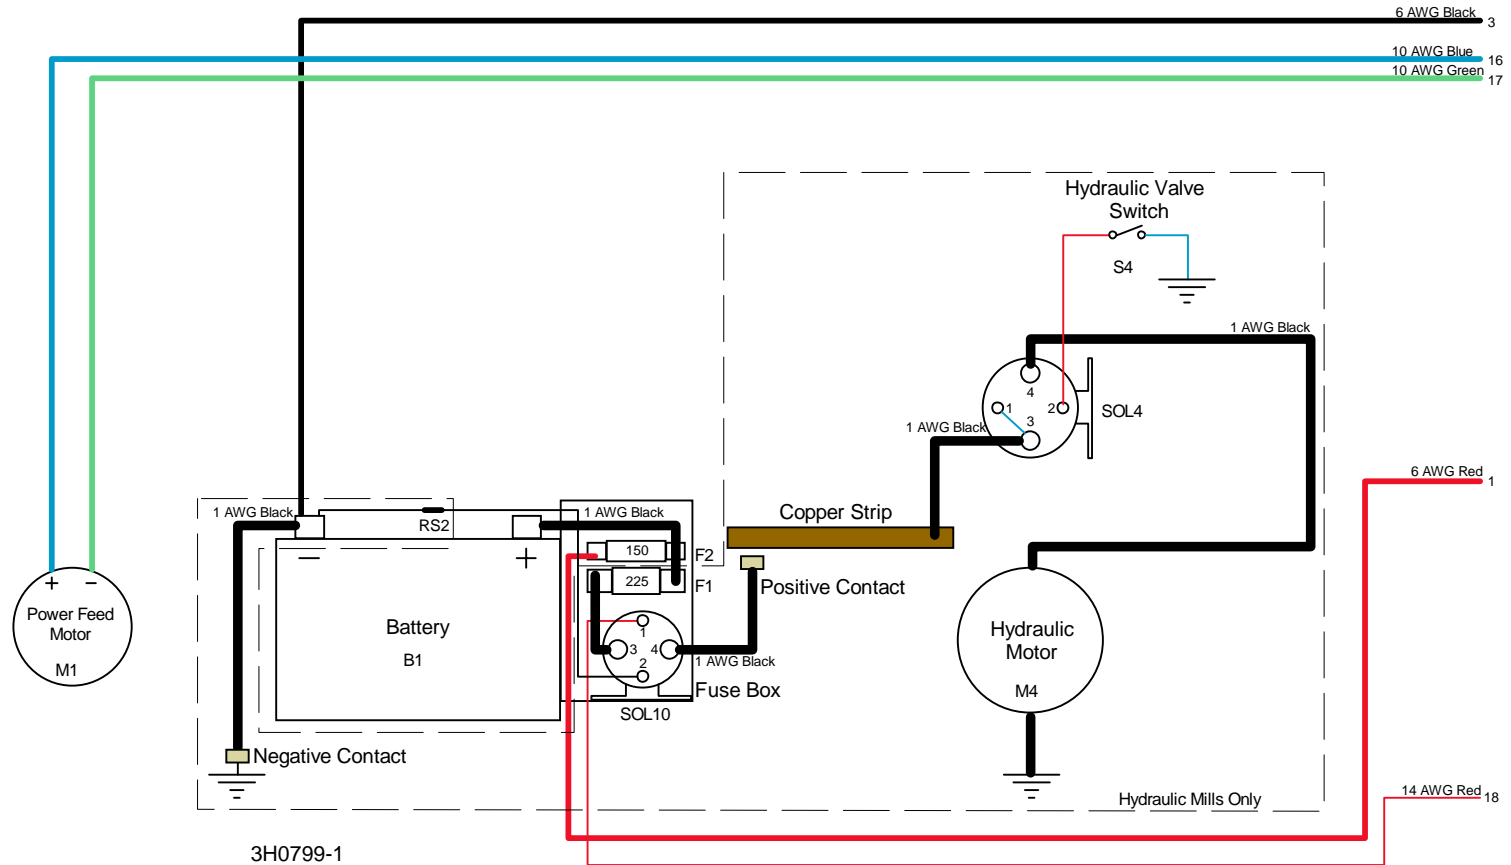 6 AWG Black
3
10 AWG Blue
16
10 AWG Green
17
Hydraulic Valve
Switch
S4
1 AWG Black
4
1
2
3
SOL4
1 AWG Black
6 AWG Red
1
Copper Strip
1 AWG Black
RS2
1 AWG Black
−
+
150
F2
225
F1
Positive Contact
+
−
Power Feed
Motor
M1
Battery
B1
1
3
4
2
1 AWG Black
Fuse Box
SOL10
Hydraulic
Motor
M4
Negative Contact
Hydraulic Mills Only
14 AWG Red
18
3H0799-1